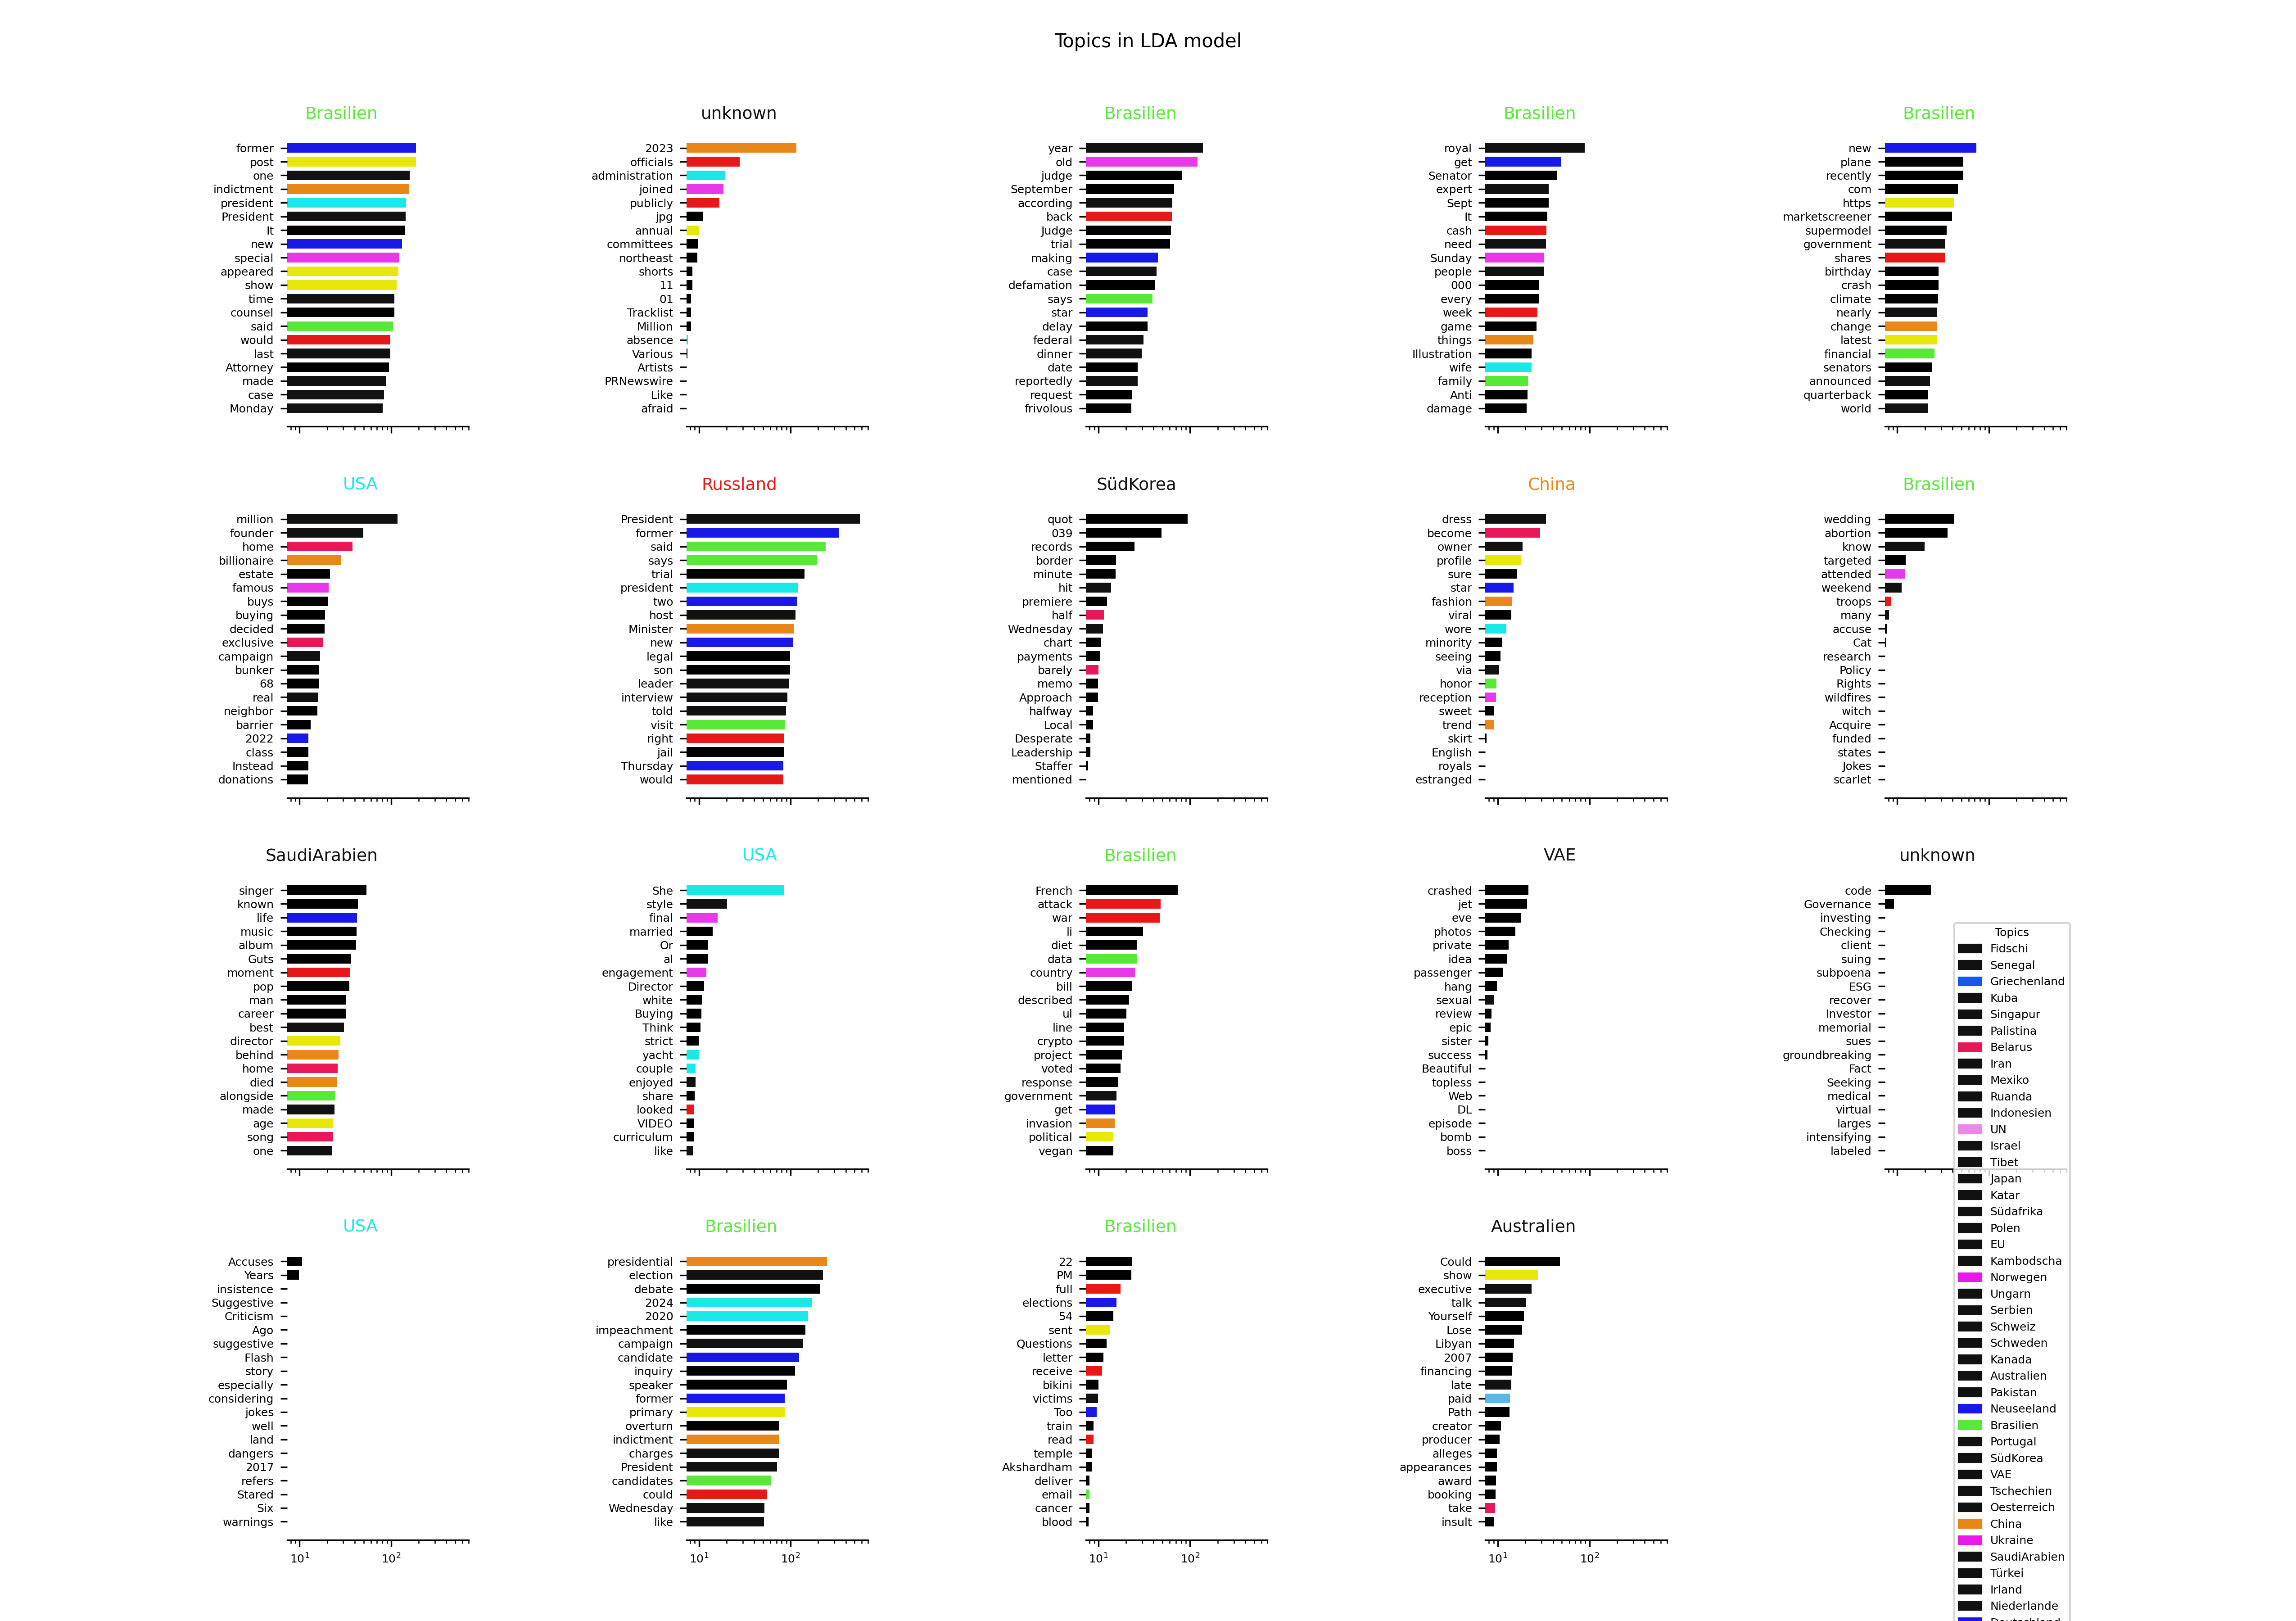 Topics in LDA model
Brasilien
former
post
one
indictment
president
President
It
new
special
appeared
show
time
counsel
said
would
last
Attorney
made
case
Monday
unknown
2023
officials
administration
joined
publicly
jpg
annual
committees
northeast
shorts
11
01
Tracklist
Million
absence
Various
Artists
PRNewswire
Like
afraid
Brasilien
year
old
judge
September
according
back
Judge
trial
making
case
defamation
says
star
delay
federal
dinner
date
reportedly
request
frivolous
Brasilien
royal
get
Senator
expert
Sept
It
cash
need
Sunday
people
000
every
week
game
things
Illustration
wife
family
Anti
damage
Brasilien
new
plane
recently
com
https
marketscreener
supermodel
government
shares
birthday
crash
climate
nearly
change
latest
financial
senators
announced
quarterback
world
USA
million
founder
home
billionaire
estate
famous
buys
buying
decided
exclusive
campaign
bunker
68
real
neighbor
barrier
2022
class
Instead
donations
Russland
President
former
said
says
trial
president
two
host
Minister
new
legal
son
leader
interview
told
visit
right
jail
Thursday
would
SüdKorea
quot
039
records
border
minute
hit
premiere
half
Wednesday
chart
payments
barely
memo
Approach
halfway
Local
Desperate
Leadership
Staffer
mentioned
China
dress
become
owner
profile
sure
star
fashion
viral
wore
minority
seeing
via
honor
reception
sweet
trend
skirt
English
royals
estranged
Brasilien
wedding
abortion
know
targeted
attended
weekend
troops
many
accuse
Cat
research
Policy
Rights
wildfires
witch
Acquire
funded
states
Jokes
scarlet
SaudiArabien
singer
known
life
music
album
Guts
moment
pop
man
career
best
director
behind
home
died
alongside
made
age
song
one
USA
She
style
final
married
Or
al
engagement
Director
white
Buying
Think
strict
yacht
couple
enjoyed
share
looked
VIDEO
curriculum
like
Brasilien
French
attack
war
li
diet
data
country
bill
described
ul
line
crypto
project
voted
response
government
get
invasion
political
vegan
VAE
crashed
jet
eve
photos
private
idea
passenger
hang
sexual
review
epic
sister
success
Beautiful
topless
Web
DL
episode
bomb
boss
unknown
code
Governance
investing
Checking
client
suing
subpoena
ESG
recover
Investor
memorial
sues
groundbreaking
Fact
Seeking
medical
virtual
larges
intensifying
labeled
USA
Accuses
Years
insistence
Suggestive
Criticism
Ago
suggestive
Flash
story
especially
considering
jokes
well
land
dangers
2017
refers
Stared
Six
warnings
10¹ 10²
Brasilien
presidential
election
debate
2024
2020
impeachment
campaign
candidate
inquiry
speaker
former
primary
overturn
indictment
charges
President
candidates
could
Wednesday
like
10¹ 10²
Brasilien
22
PM
full
elections
54
sent
Questions
letter
receive
bikini
victims
Too
train
read
temple
Akshardham
deliver
email
cancer
blood
10¹ 10²
Australien
Could
show
executive
talk
Yourself
Lose
Libyan
2007
financing
late
paid
Path
creator
producer
alleges
appearances
award
booking
take
insult
10¹ 10²
Topics
Fidschi
Senegal
Griechenland
Kuba
Singapur
Palistina
Belarus
Iran
Mexiko
Ruanda
Indonesien
UN
Israel
Tibet
Japan
Katar
Südafrika
Polen
EU
Kambodscha
Norwegen
Ungarn
Serbien
Schweiz
Schweden
Kanada
Australien
Pakistan
Neuseeland
Brasilien
Portugal
SüdKorea
VAE
Tschechien
Oesterreich
China
Ukraine
SaudiArabien
Türkei
Irland
Niederlande